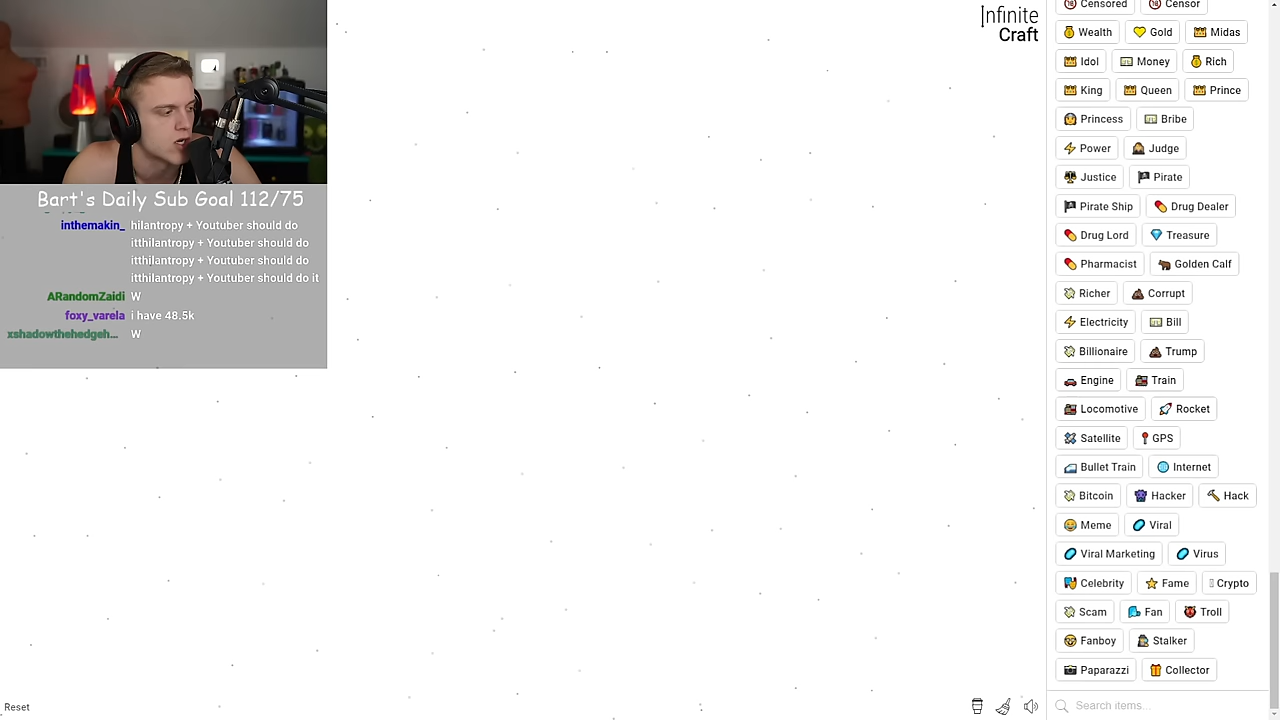 Infinite
Craft
Bart's Daily Sub Goal 112/75
inthemakin_ hilantropy + Youtuber should do
itthilantropy + Youtuber should do
itthilantropy + Youtuber should do
itthilantropy + Youtuber should do it
ARandomZaidi W
foxy_varela i have 48.5k
xshadowthehedgeh... W
Censored Censor
Wealth Gold Midas
Idol Money Rich
King Queen Prince
Princess Bribe
Power Judge
Justice Pirate
Pirate Ship Drug Dealer
Drug Lord Treasure
Pharmacist Golden Calf
Richer Corrupt
Electricity Bill
Billionaire Trump
Engine Train
Locomotive Rocket
Satellite GPS
Bullet Train Internet
Bitcoin Hacker Hack
Meme Viral
Viral Marketing Virus
Celebrity Fame Crypto
Scam Fan Troll
Fanboy Stalker
Paparazzi Collector
Reset
Search items...